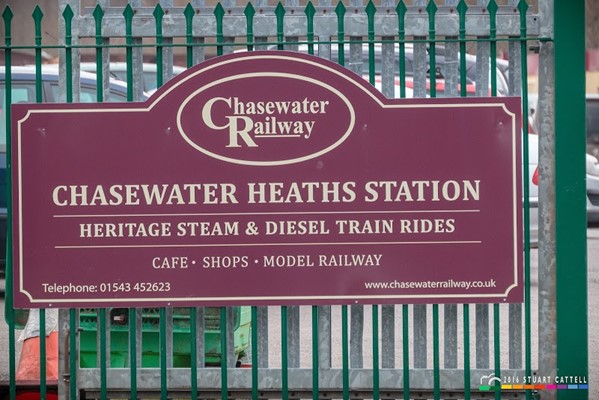 Chasewater
Railway
CHASEWATER HEATHS STATION
HERITAGE STEAM & DIESEL TRAIN RIDES
CAFE · SHOPS · MODEL RAILWAY
Telephone: 01543 452623
www.chasewaterrailway.co.uk
2016 STUART CATTELL